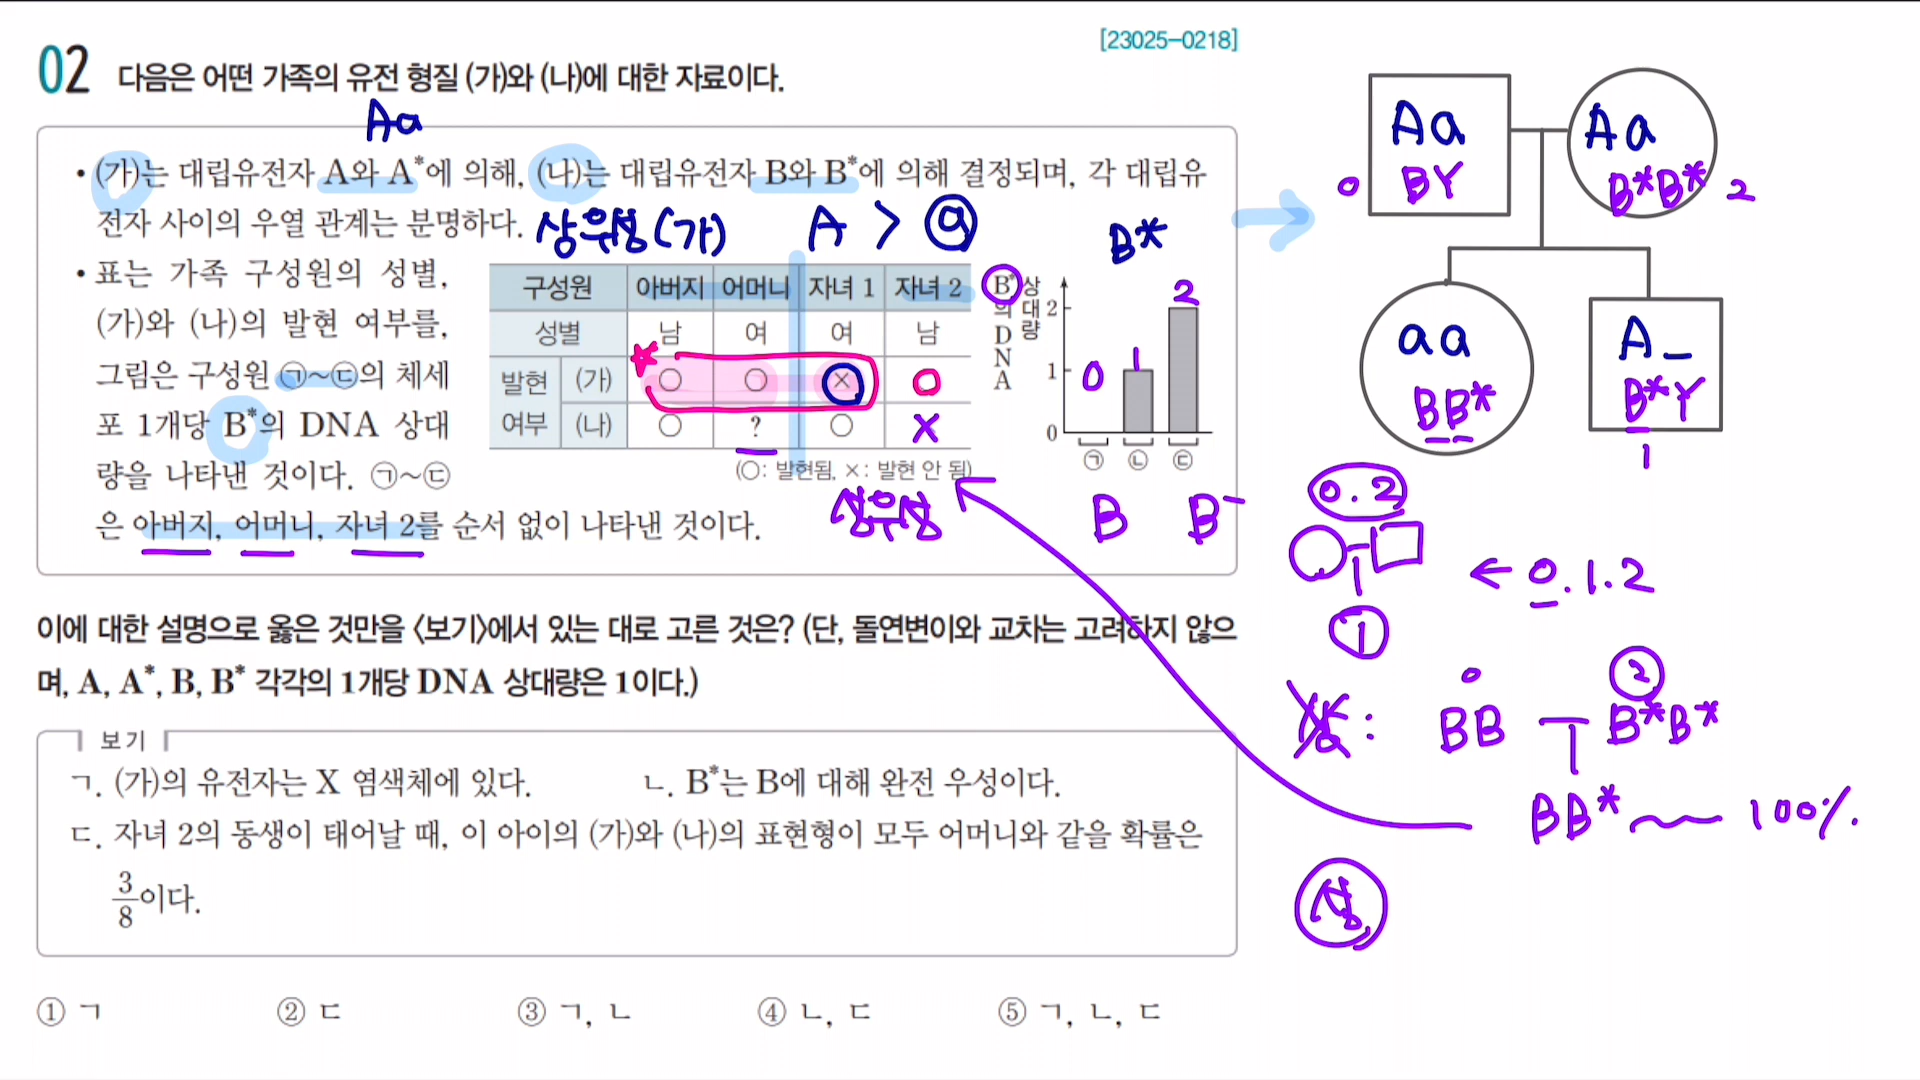 [23025-0218]
02 다음은 어떤 가족의 유전 형질 (가)와 (나)에 대한 자료이다.
Aa
• (가)는 대립유전자 A와 A*에 의해, (나)는 대립유전자 B와 B*에 의해 결정되며, 각 대립유
전자 사이의 우열 관계는 분명하다.
상우성(가) A > a
• 표는 가족 구성원의 성별,
(가)와 (나)의 발현 여부를,
그림은 구성원 ㉠~㉢의 체세
포 1개당 B*의 DNA 상대
량을 나타낸 것이다. ㉠~㉢
은 아버지, 어머니, 자녀 2를 순서 없이 나타낸 것이다.
구성원 아버지 어머니 자녀 1 자녀 2
성별 남 여 여 남
발현 여부 (가) ○ ○ × O
(나) ○ ? ○ X
(○: 발현됨, ×: 발현 안 됨)
상우성
B*
B*의 DNA 상대량
2
1
0
0 1 2
㉠ ㉡ ㉢
B B-
Aa Aa
0 BY B*B* 2
aa A_
BB* B*Y
1
0.2
← 0.1.2
1
0 2
: BB B*B*
BB* 100%
상
이에 대한 설명으로 옳은 것만을 <보기>에서 있는 대로 고른 것은? (단, 돌연변이와 교차는 고려하지 않으
며, A, A*, B, B* 각각의 1개당 DNA 상대량은 1이다.)
보기
ㄱ. (가)의 유전자는 X 염색체에 있다. ㄴ. B*는 B에 대해 완전 우성이다.
ㄷ. 자녀 2의 동생이 태어날 때, 이 아이의 (가)와 (나)의 표현형이 모두 어머니와 같을 확률은
3/8이다.
① ㄱ ② ㄷ ③ ㄱ, ㄴ ④ ㄴ, ㄷ ⑤ ㄱ, ㄴ, ㄷ